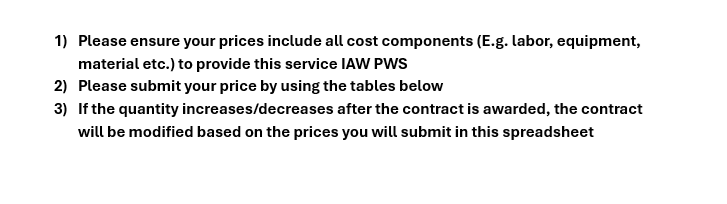 1) Please ensure your prices include all cost components (E.g. labor, equipment,
material etc.) to provide this service IAW PWS
2) Please submit your price by using the tables below
3) If the quantity increases/decreases after the contract is awarded, the contract
will be modified based on the prices you will submit in this spreadsheet